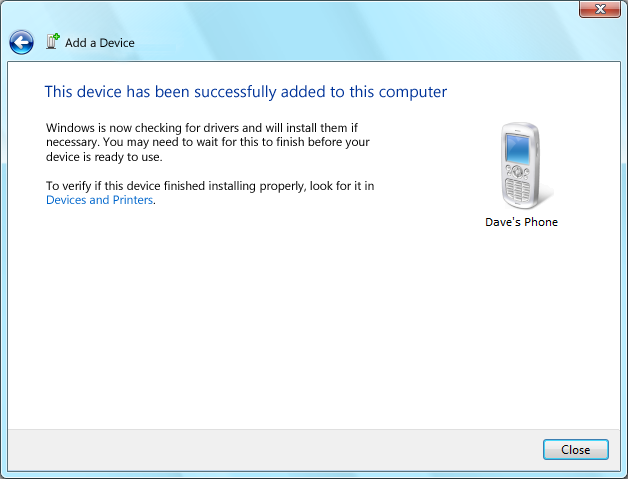 Add a Device
This device has been successfully added to this computer
Windows is now checking for drivers and will install them if
necessary. You may need to wait for this to finish before your
device is ready to use.
To verify if this device finished installing properly, look for it in
Devices and Printers.
Dave's Phone
Close